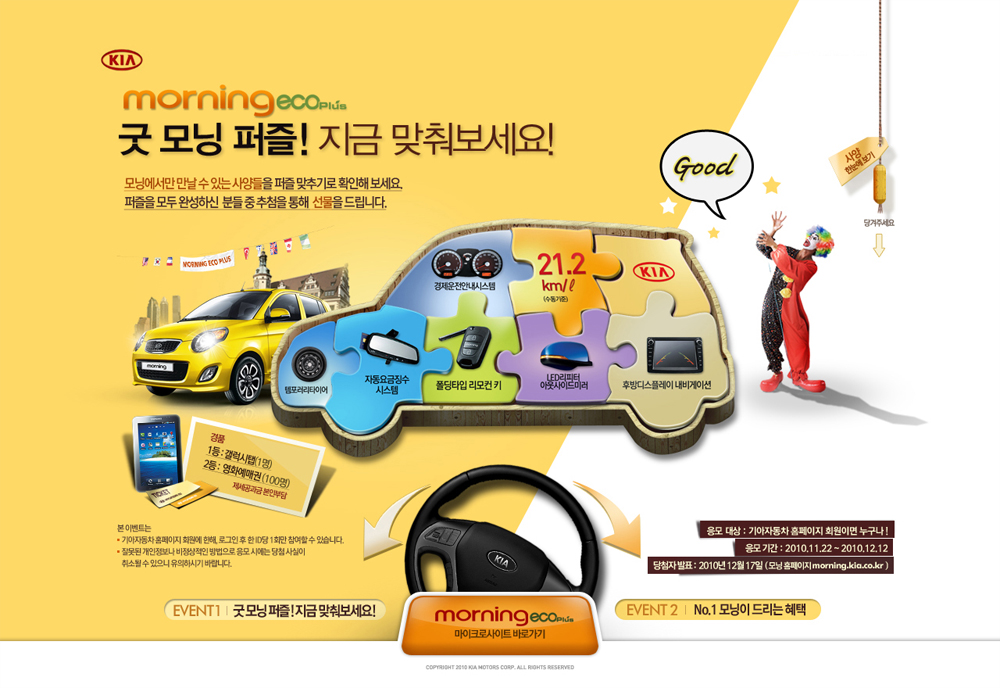 KIA
morning eco Plus
굿 모닝 퍼즐! 지금 맞춰보세요!
모닝에서만 만날 수 있는 사양들을 퍼즐 맞추기로 확인해 보세요.
퍼즐을 모두 완성하신 분들 중 추첨을 통해 선물을 드립니다.
Good
사양
한눈에 보기
당겨주세요
MORNING ECO PLUS
morning
경제운전안내시스템
21.2
km/ℓ
(수동기준)
KIA
템포러리타이어
자동요금징수
시스템
폴딩타입 리모컨 키
LED리피터
아웃사이드미러
후방디스플레이 내비게이션
경품
1등 : 갤럭시탭(1명)
2등 : 영화예매권(100명)
제세공과금 본인부담
TICKET
본 이벤트는
• 기아자동차 홈페이지 회원에 한해, 로그인 후 한 ID당 1회만 참여할 수 있습니다.
• 잘못된 개인정보나 비정상적인 방법으로 응모 시에는 당첨 사실이
취소될 수 있으니 유의하시기 바랍니다.
KIA
응모 대상 : 기아자동차 홈페이지 회원이면 누구나!
응모 기간 : 2010.11.22 ~ 2010.12.12
당첨자 발표 : 2010년 12월 17일 ( 모닝 홈페이지 morning.kia.co.kr )
EVENT 1 | 굿 모닝 퍼즐! 지금 맞춰보세요!
morning eco Plus
마이크로사이트 바로가기
EVENT 2 | No.1 모닝이 드리는 혜택
COPYRIGHT 2010 KIA MOTORS CORP. ALL RIGHTS RESERVED